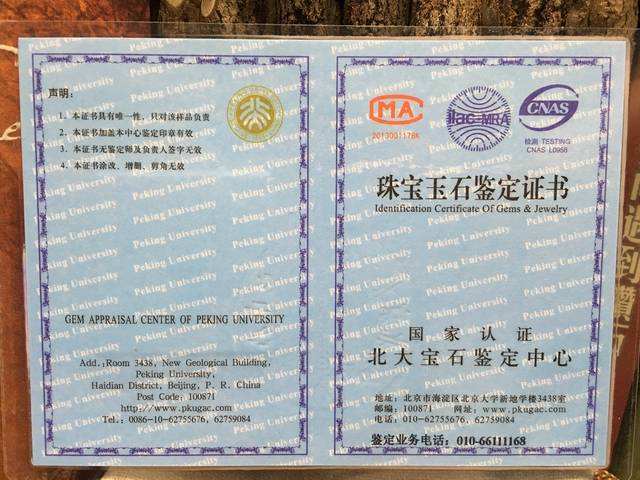 声明:
1、本证书具有唯一性,只对该样品负责
2、本证书加盖本中心鉴定印章有效
3、本证书无鉴定师及负责人签字无效
4、本证书涂改、增删、剪角无效
GEM APPRAISAL CENTER OF PEKING UNIVERSITY
Add.:Room 3438, New Geological Building,
Peking University,
Haidian District, Beijing, P. R. China
Post Code: 100871
http://www.pkugac.com
Tel.: 0086-10-62755676, 62759084
CMA
2013001178K
ilac-MRA
CNAS
检测 TESTING
CNAS L0958
珠宝玉石鉴定证书
Identification Certificate Of Gems & Jewelry
国家认证
北大宝石鉴定中心
地址: 北京市海淀区北京大学新地学楼3438室
邮编: 100871 网址: www.pkugac.com
电话: 010-62755676, 62759084
鉴定业务电话: 010-66111168
Peking University